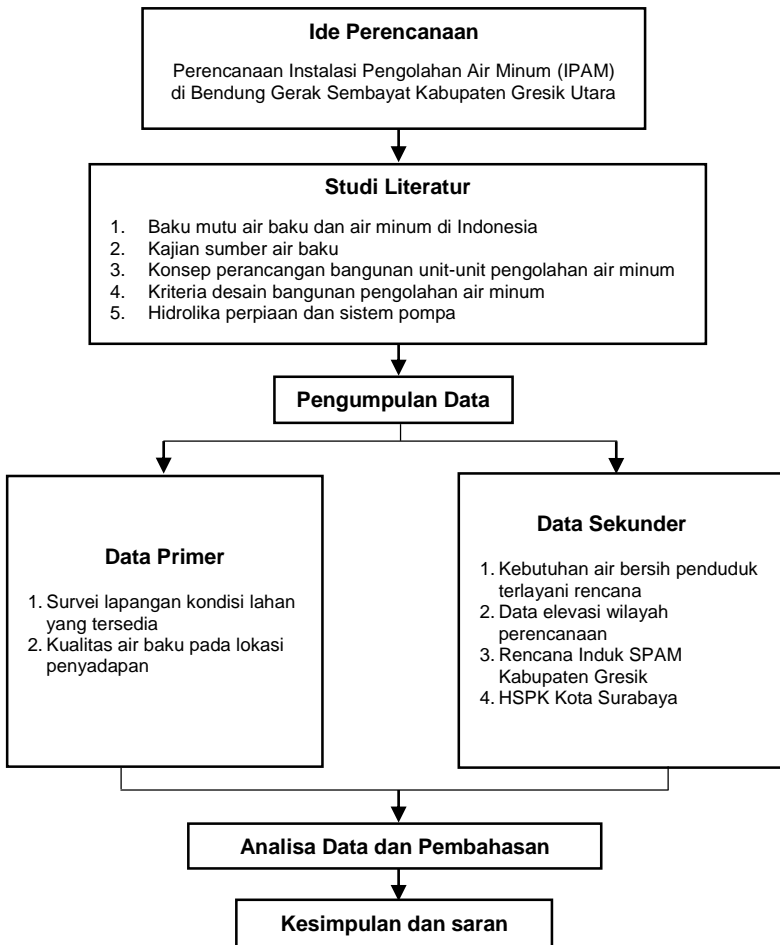 Ide Perencanaan
Perencanaan Instalasi Pengolahan Air Minum (IPAM)
di Bendung Gerak Sembayat Kabupaten Gresik Utara
Studi Literatur
1. Baku mutu air baku dan air minum di Indonesia
2. Kajian sumber air baku
3. Konsep perancangan bangunan unit-unit pengolahan air minum
4. Kriteria desain bangunan pengolahan air minum
5. Hidrolika perpiaan dan sistem pompa
Pengumpulan Data
Data Primer
1. Survei lapangan kondisi lahan
yang tersedia
2. Kualitas air baku pada lokasi
penyadapan
Data Sekunder
1. Kebutuhan air bersih penduduk
terlayani rencana
2. Data elevasi wilayah
perencanaan
3. Rencana Induk SPAM
Kabupaten Gresik
4. HSPK Kota Surabaya
Analisa Data dan Pembahasan
Kesimpulan dan saran